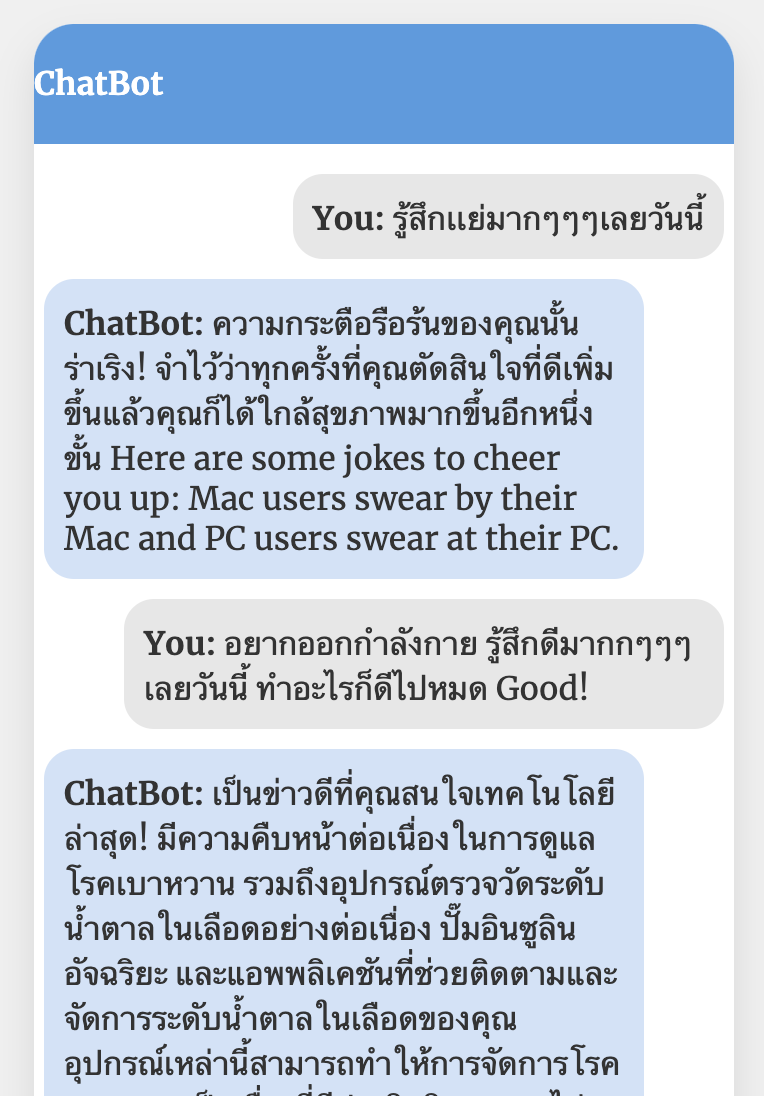 ChatBot
You: รู้สึกแย่มากๆๆๆเลยวันนี้
ChatBot: ความกระตือรือร้นของคุณนั้น
ร่าเริง! จำไว้ว่าทุกครั้งที่คุณตัดสินใจที่ดีเพิ่ม
ขึ้นแล้วคุณก็ได้ใกล้สุขภาพมากขึ้นอีกหนึ่ง
ขั้น Here are some jokes to cheer
you up: Mac users swear by their
Mac and PC users swear at their PC.
You: อยากออกกำลังกาย รู้สึกดีมากกๆๆๆ
เลยวันนี้ ทำอะไรก็ดีไปหมด Good!
ChatBot: เป็นข่าวดีที่คุณสนใจเทคโนโลยี
ล่าสุด! มีความคืบหน้าต่อเนื่องในการดูแล
โรคเบาหวาน รวมถึงอุปกรณ์ตรวจวัดระดับ
น้ำตาลในเลือดอย่างต่อเนื่อง ปั๊มอินซูลิน
อัจฉริยะ และแอพพลิเคชันที่ช่วยติดตามและ
จัดการระดับน้ำตาลในเลือดของคุณ
อุปกรณ์เหล่านี้สามารถทำให้การจัดการโรค